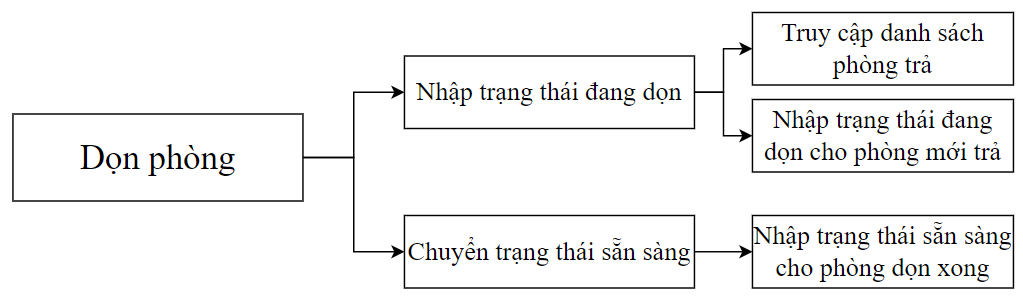 Dọn phòng
Nhập trạng thái đang dọn
Truy cập danh sách
phòng trả
Nhập trạng thái đang
dọn cho phòng mới trả
Chuyển trạng thái sẵn sàng
Nhập trạng thái sẵn sàng
cho phòng dọn xong